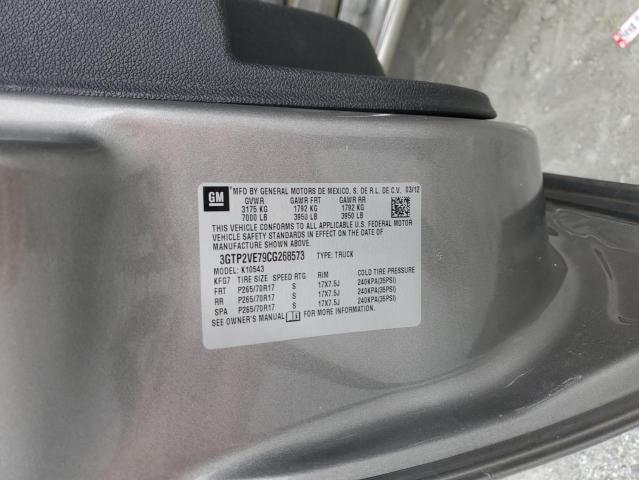 GM
MFD BY GENERAL MOTORS DE MEXICO, S. DE R.L. DE C.V. 03/12
GVWR GAWR FRT GAWR RR
3175 KG 1792 KG 1792 KG
7000 LB 3950 LB 3950 LB
THIS VEHICLE CONFORMS TO ALL APPLICABLE U.S. FEDERAL MOTOR
VEHICLE SAFETY STANDARDS IN EFFECT ON THE DATE OF
MANUFACTURE SHOWN ABOVE.
3GTP2VE79CG268573 TYPE: TRUCK
MODEL: K10543
KFG7 TIRE SIZE SPEED RTG RIM COLD TIRE PRESSURE
FRT P265/70R17 S 17X7.5J 240KPA(35PSI)
RR P265/70R17 S 17X7.5J 240KPA(35PSI)
SPA P265/70R17 S 17X7.5J 240KPA(35PSI)
SEE OWNER'S MANUAL FOR MORE INFORMATION.